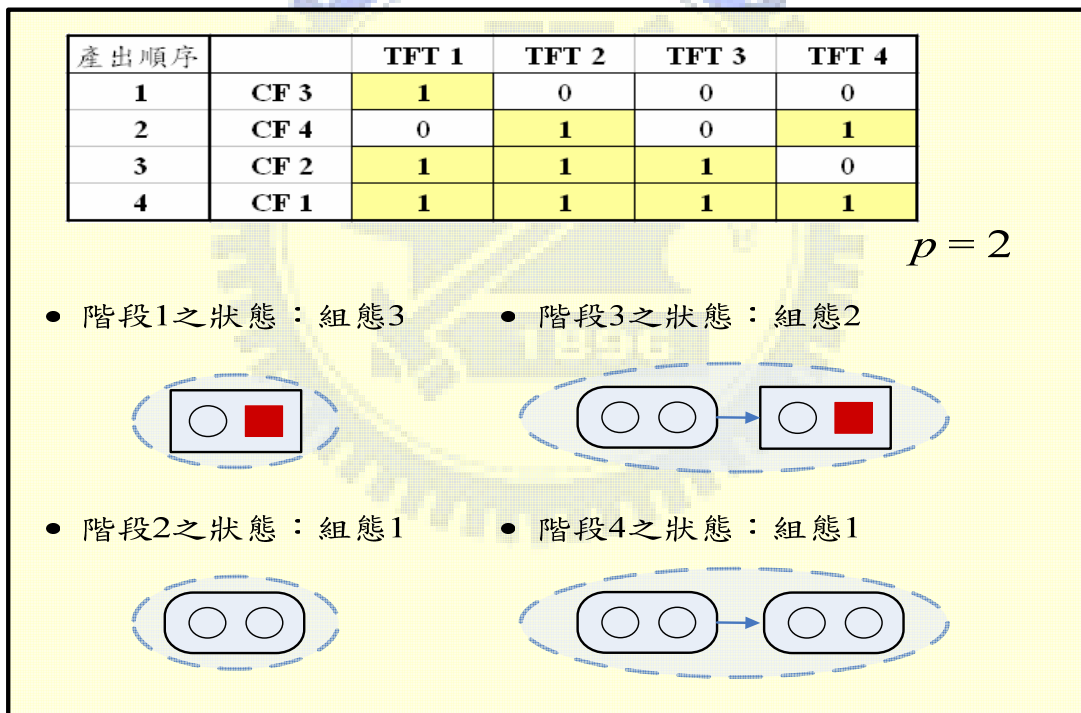 產出順序 TFT 1 TFT 2 TFT 3 TFT 4
1 CF 3 1 0 0 0
2 CF 4 0 1 0 1
3 CF 2 1 1 1 0
4 CF 1 1 1 1 1
p = 2
• 階段1之狀態：組態3
• 階段3之狀態：組態2
1896
• 階段2之狀態：組態1
• 階段4之狀態：組態1